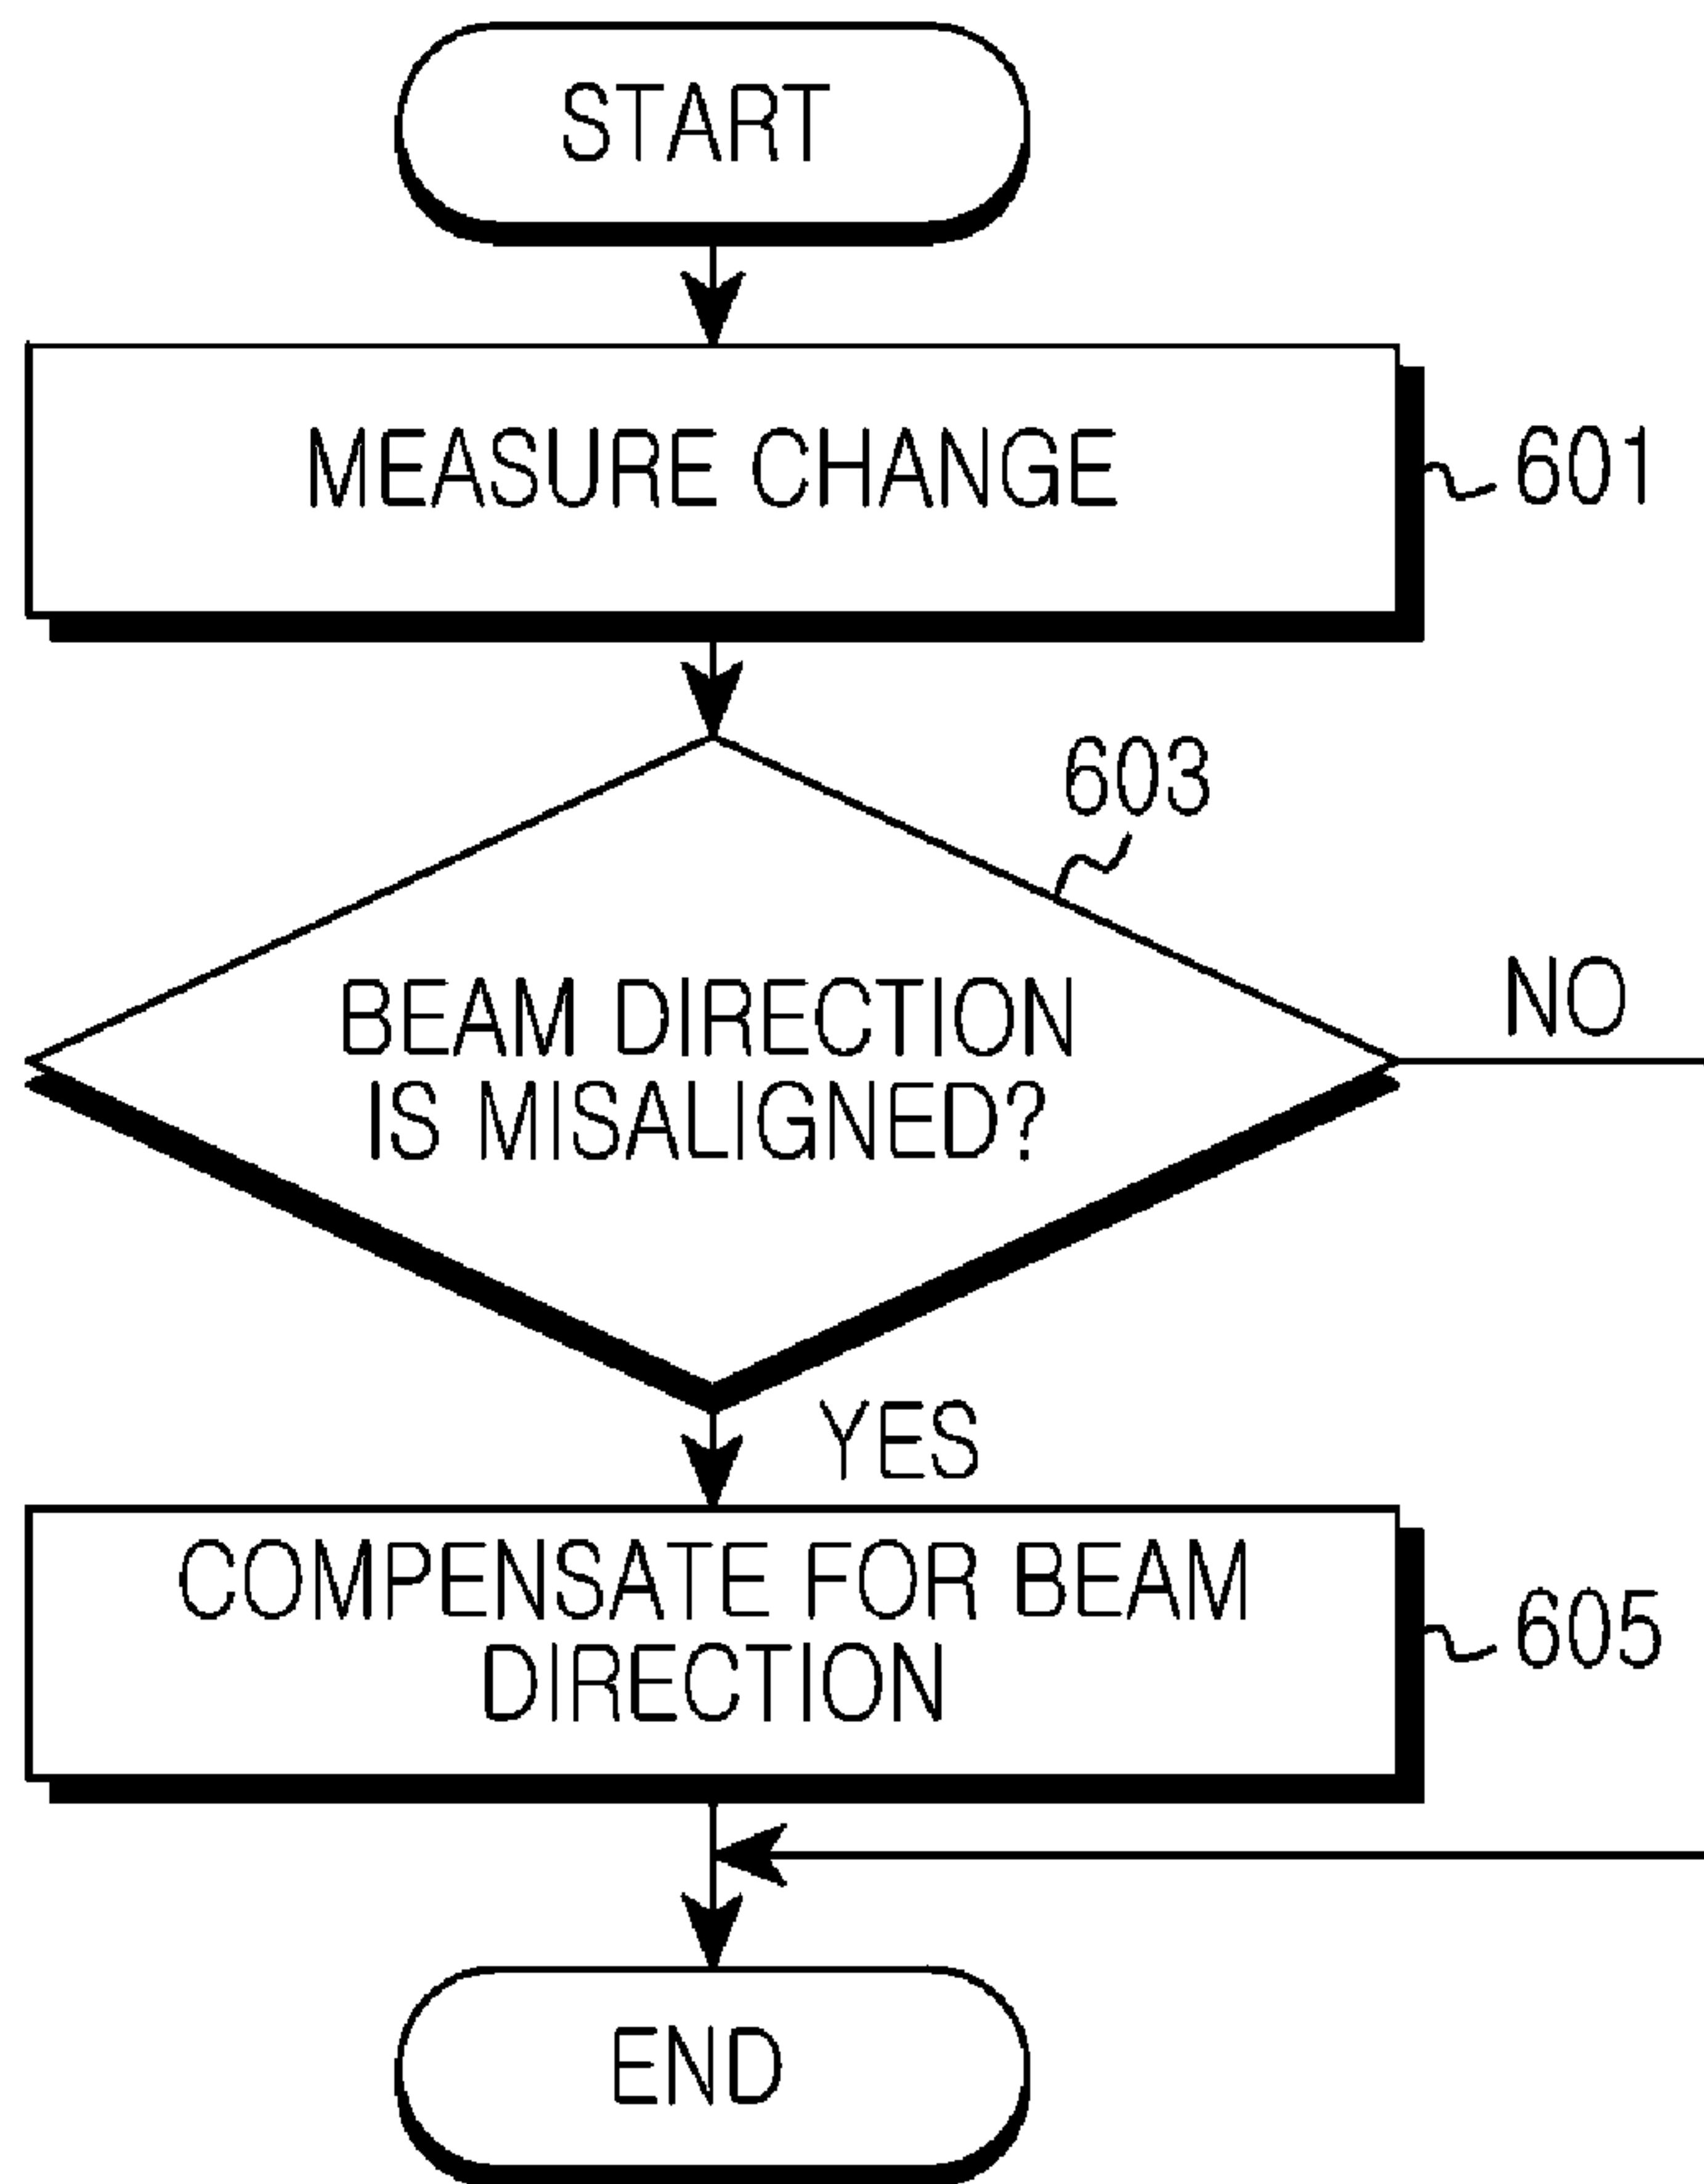 START
MEASURE CHANGE
601
603
BEAM DIRECTION
IS MISALIGNED?
NO
YES
COMPENSATE FOR BEAM
DIRECTION
605
END